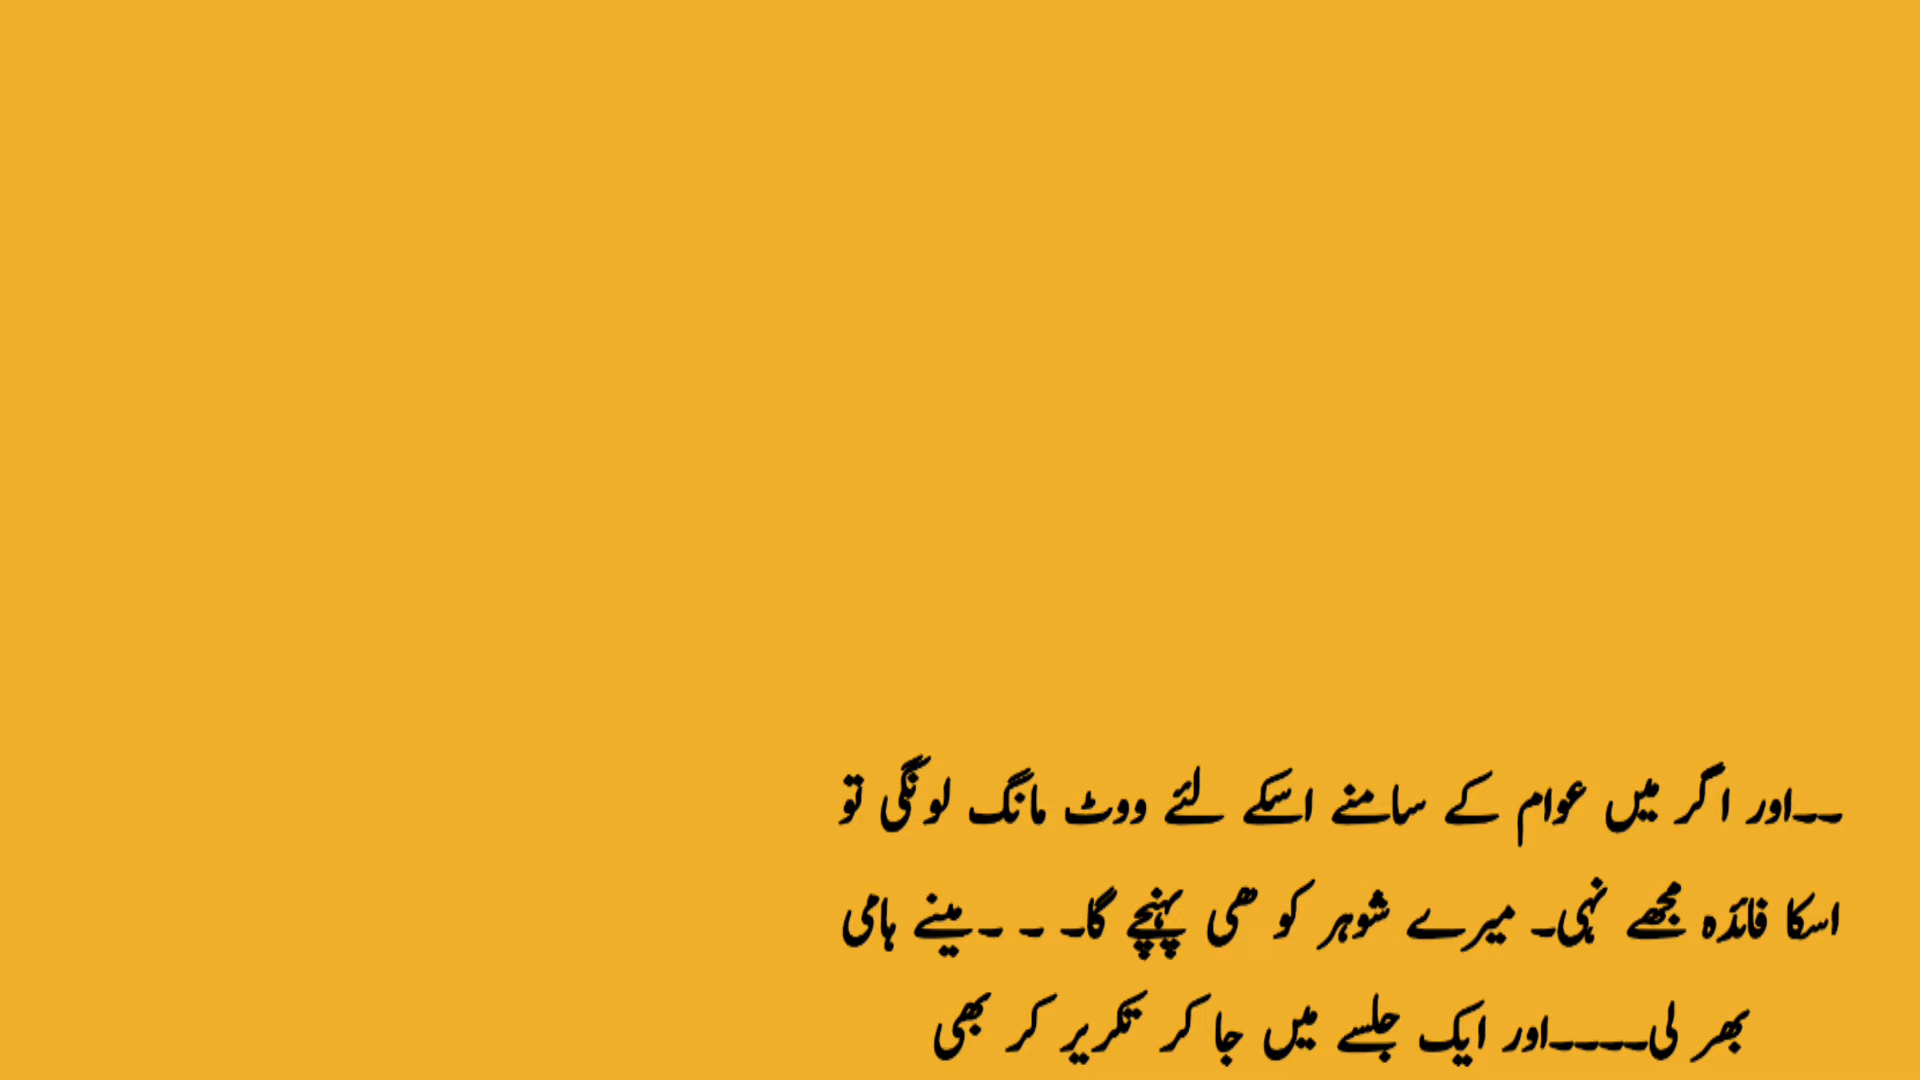 ۔۔اور اگر میں عوام کے سامنے اسکے لئے ووٹ مانگ لونگی تو
اسکا فائدہ مجھے نہی۔ میرے شوہر کو ھی پہنچے گا۔ ۔ ۔مینے ہامی
بھر لی۔۔۔۔اور ایک جلسے میں جا کر تکریر کر بھی